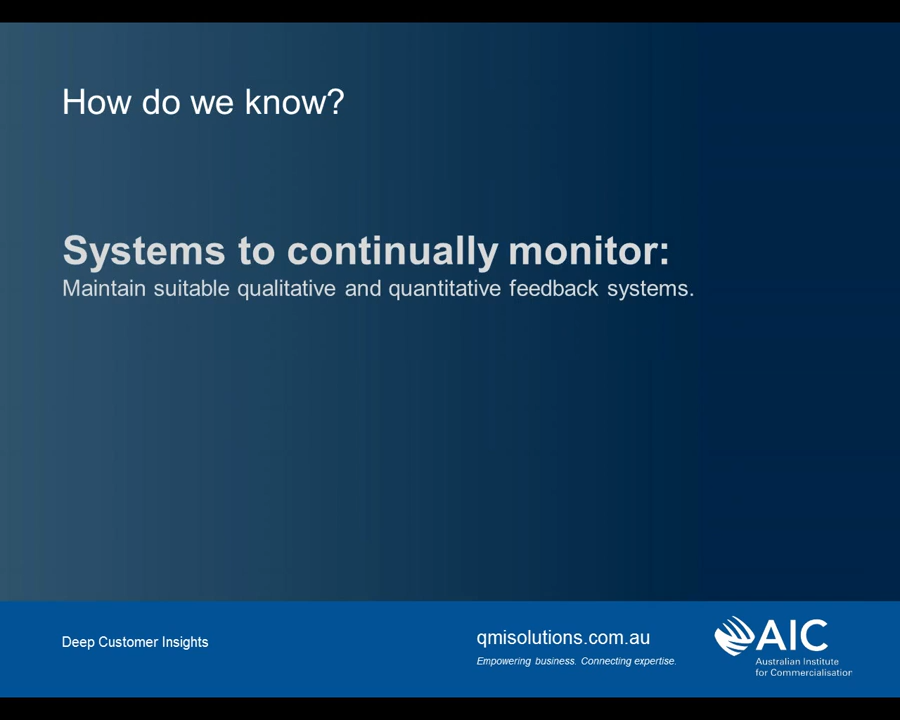 How do we know?
Systems to continually monitor:
Maintain suitable qualitative and quantitative feedback systems.
Deep Customer Insights
qmisolutions.com.au
Empowering business. Connecting expertise.
AIC
Australian Institute
for Commercialisation